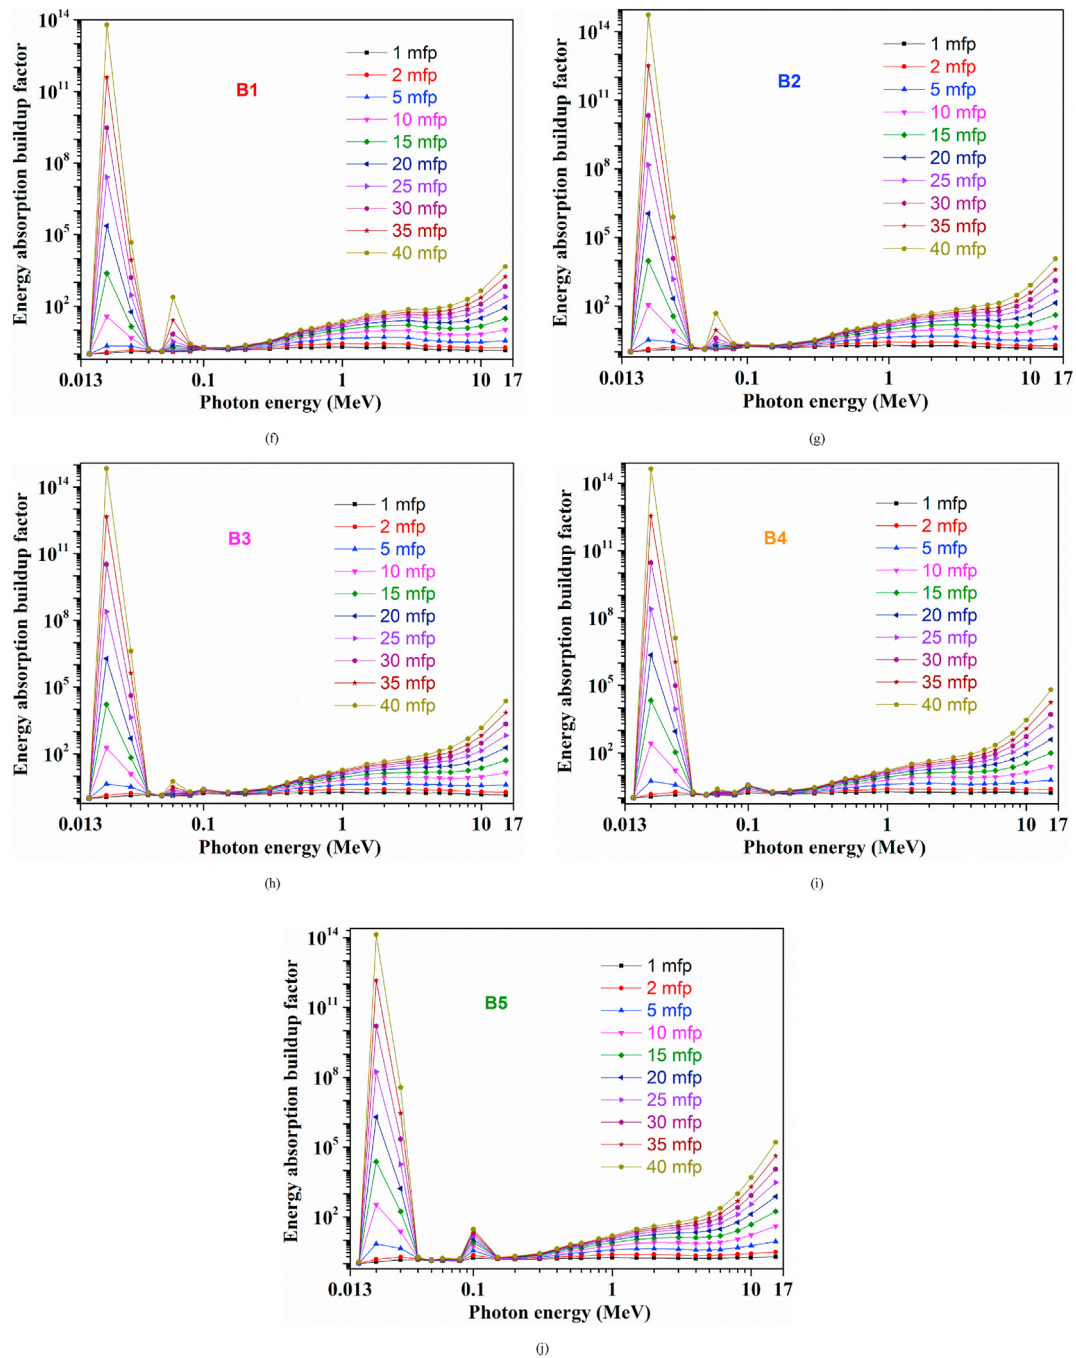 Energy absorption buildup factor
10^14
10^11
10^8
10^5
10^2
B1
1 mfp
2 mfp
5 mfp
10 mfp
15 mfp
20 mfp
25 mfp
30 mfp
35 mfp
40 mfp
0.013 0.1 1 10 17
Photon energy (MeV)
(f)
Energy absorption buildup factor
10^14
10^11
10^8
10^5
10^2
B2
1 mfp
2 mfp
5 mfp
10 mfp
15 mfp
20 mfp
25 mfp
30 mfp
35 mfp
40 mfp
0.013 0.1 1 10 17
Photon energy (MeV)
(g)
Energy absorption buildup factor
10^14
10^11
10^8
10^5
10^2
B3
1 mfp
2 mfp
5 mfp
10 mfp
15 mfp
20 mfp
25 mfp
30 mfp
35 mfp
40 mfp
0.013 0.1 1 10 17
Photon energy (MeV)
(h)
Energy absorption buildup factor
10^14
10^11
10^8
10^5
10^2
B4
1 mfp
2 mfp
5 mfp
10 mfp
15 mfp
20 mfp
25 mfp
30 mfp
35 mfp
40 mfp
0.013 0.1 1 10 17
Photon energy (MeV)
(i)
Energy absorption buildup factor
10^14
10^11
10^8
10^5
10^2
B5
1 mfp
2 mfp
5 mfp
10 mfp
15 mfp
20 mfp
25 mfp
30 mfp
35 mfp
40 mfp
0.013 0.1 1 10 17
Photon energy (MeV)
(j)